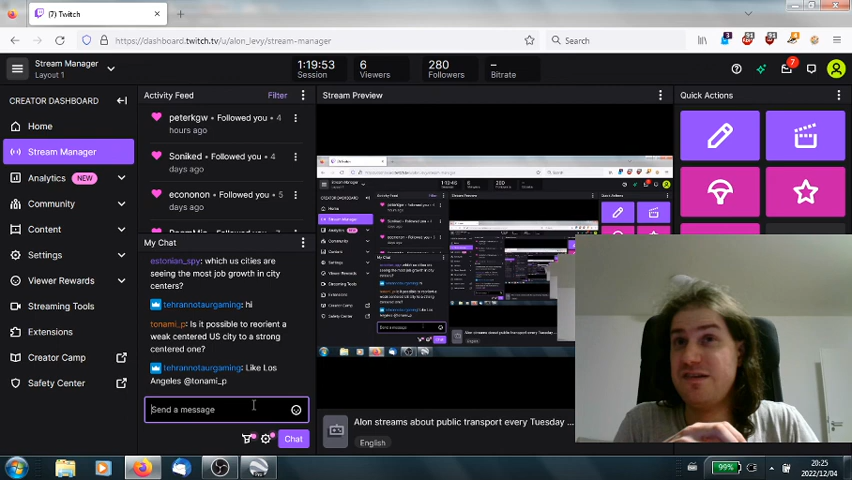 (7) Twitch
https://dashboard.twitch.tv/u/alon_levy/stream-manager
Search
Stream Manager
Layout 1
1:19:53
Session
6
Viewers
280
Followers
–
Bitrate
7
CREATOR DASHBOARD
Home
Stream Manager
Analytics NEW
Community
Content
Settings
Viewer Rewards
Streaming Tools
Extensions
Creator Camp
Safety Center
Activity Feed
Filter
peterkgw • Followed you • 4
hours ago
Soniked • Followed you • 4
days ago
econonon • Followed you • 5
days ago
My Chat
estonian_spy: which us cities are
seeing the most job growth in city
centers?
tehrannotaurgaming: hi
tonami_p: Is it possible to reorient a
weak centered US city to a strong
centered one?
tehrannotaurgaming: Like Los
Angeles @tonami_p
Send a message
Chat
Stream Preview
Alon streams about public transport every Tuesday ...
English
Quick Actions
99%
20:25
2022/12/04